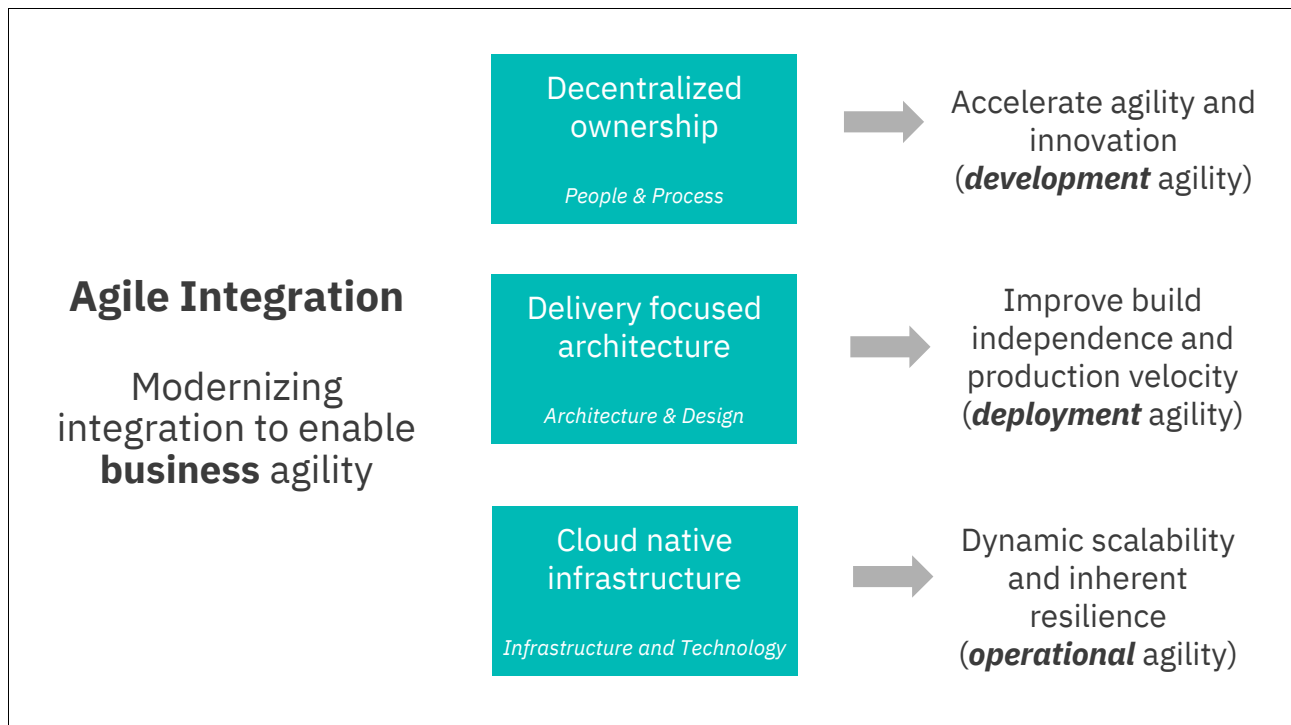 Agile Integration
Modernizing
integration to enable
business agility
Decentralized
ownership
People & Process
Accelerate agility and
innovation
(development agility)
Delivery focused
architecture
Architecture & Design
Improve build
independence and
production velocity
(deployment agility)
Cloud native
infrastructure
Infrastructure and Technology
Dynamic scalability
and inherent
resilience
(operational agility)